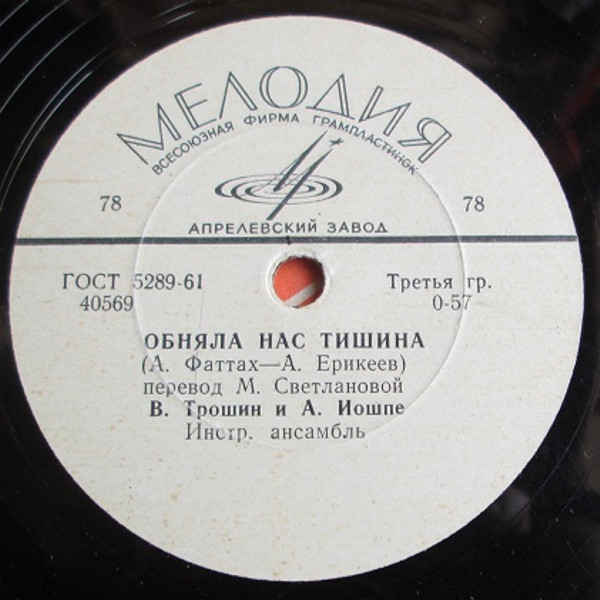 МЕЛОДИЯ
ВСЕСОЮЗНАЯ ФИРМА ГРАМПЛАСТИНОК
78 78
АПРЕЛЕВСКИЙ ЗАВОД
ГОСТ 5289-61 Третья гр.
40569 0-57
ОБНЯЛА НАС ТИШИНА
(А. Фаттах—А. Ерикеев)
перевод М. Светлановой
В. Трошин и А. Иошпе
Инстр. ансамбль